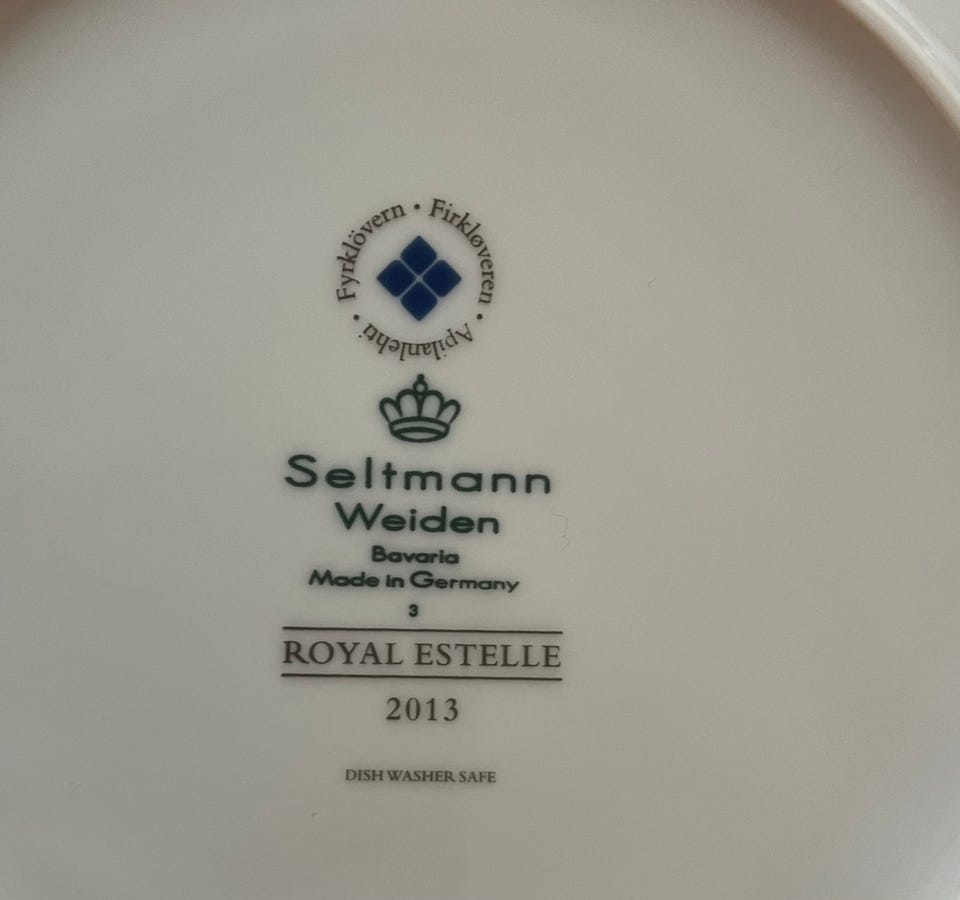 Fyrklövern • Firkløveren • Apilanlehti •
Seltmann
Weiden
Bavaria
Made in Germany
3
ROYAL ESTELLE
2013
DISH WASHER SAFE